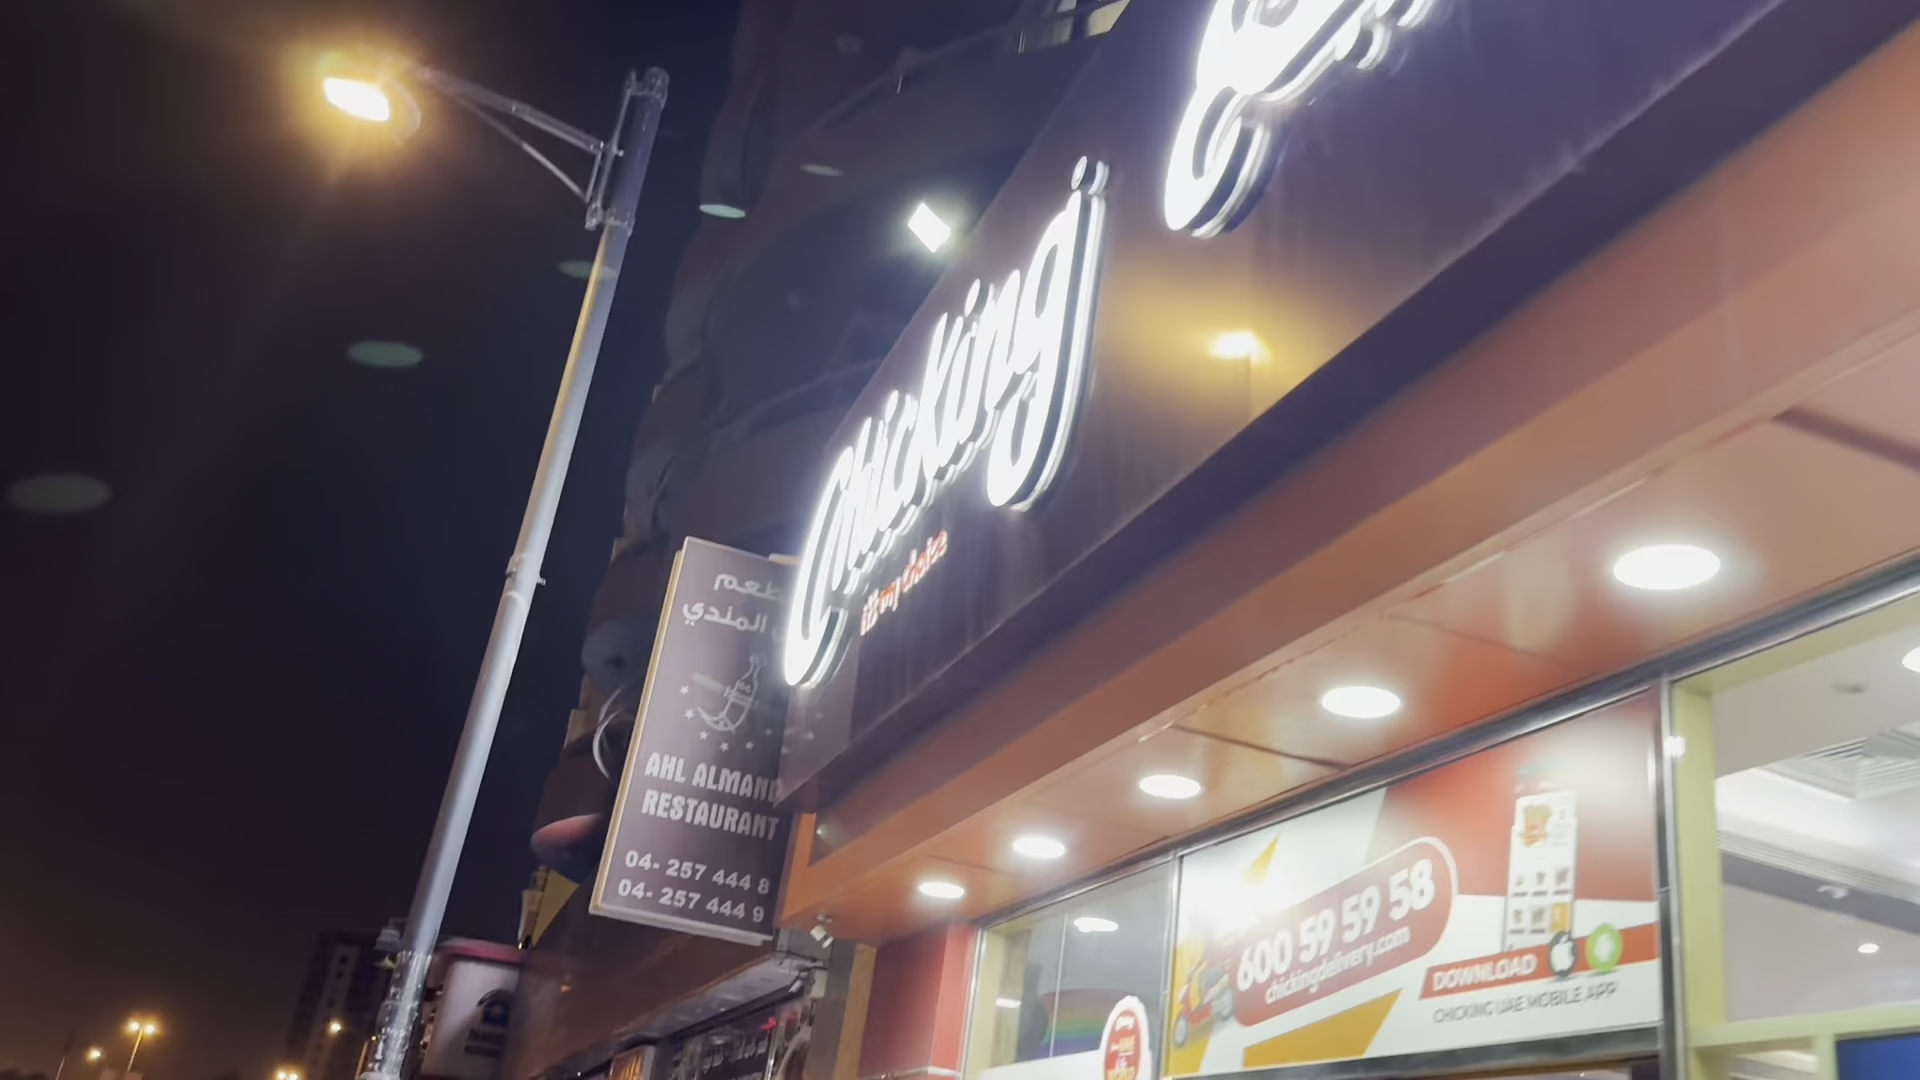 Chicking
it's my choice
طعم
المندي
AHL ALMAND
RESTAURANT
04- 257 444 8
04- 257 444 9
600 59 59 58
chickingdelivery.com
DOWNLOAD
CHICKING UAE MOBILE APP